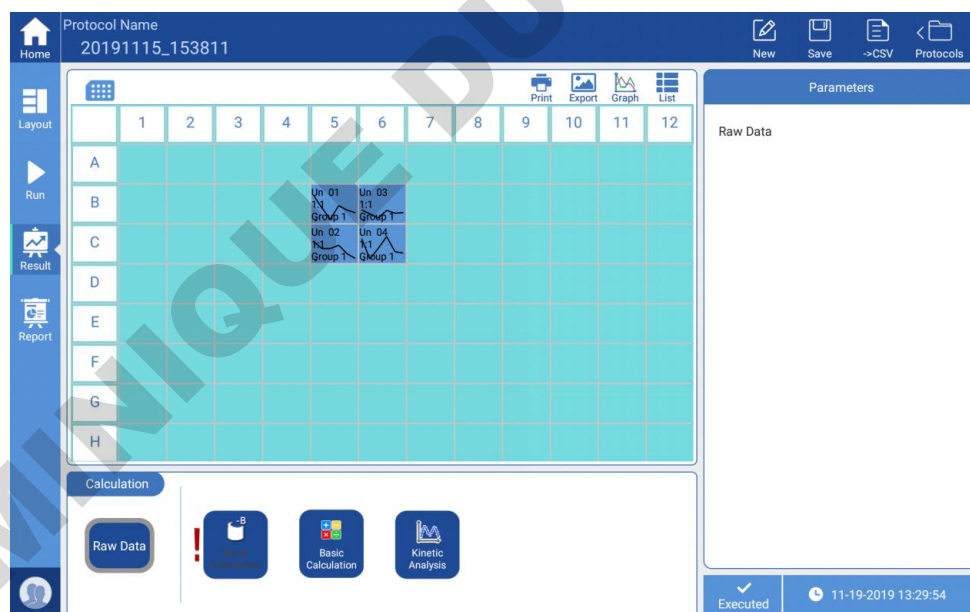 Protocol Name
20191115_153811
Home
New
Save
->CSV
Protocols
Layout
Run
Result
Report
Print
Export
Graph
List
1 2 3 4 5 6 7 8 9 10 11 12
A
B
C
D
E
F
G
H
Un 01
1:1
Group 1
Un 03
1:1
Group 1
Un 02
1:1
Group 1
Un 04
1:1
Group 1
Parameters
Raw Data
Calculation
Raw Data
!
-B
Basic
Calculation
Kinetic
Analysis
Executed
11-19-2019 13:29:54